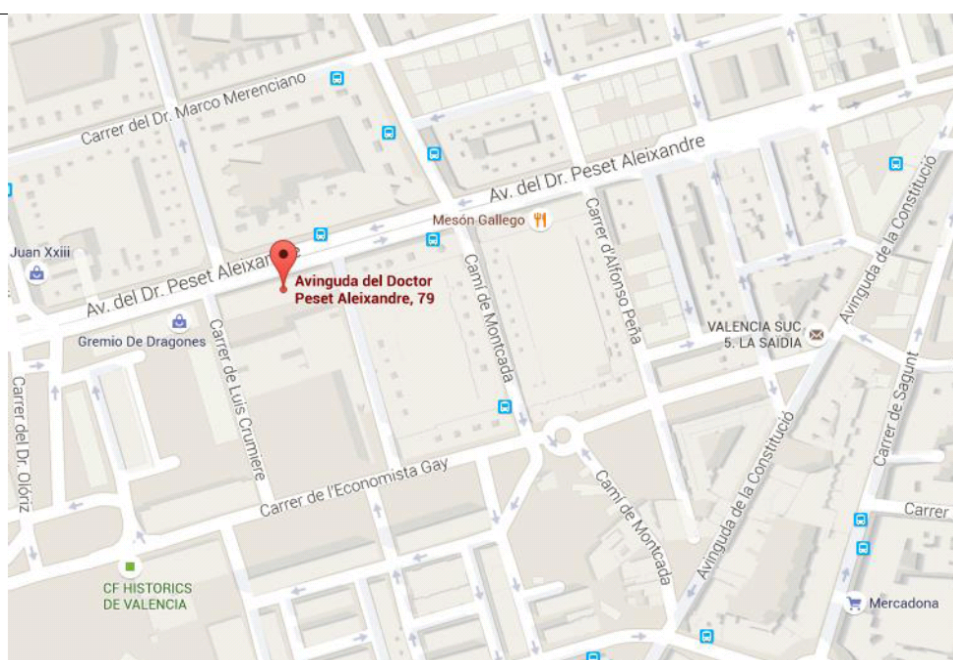 Carrer del Dr. Marco Merenciano
Av. del Dr. Peset Aleixandre
Avinguda de la Constitució
Mesón Gallego
Carrer d'Alfonso Peña
Juan Xxiii
Av. del Dr. Peset Aleixandre
Avinguda del Doctor
Peset Aleixandre, 79
Camí de Montcada
Gremio De Dragones
VALENCIA SUC
5. LA SAIDIA
Carrer de Luis Crumiere
Carrer del Dr. Olóriz
Carrer de Sagunt
Carrer de l'Economista Gay
Avinguda de la Constitució
Camí de Montcada
Carrer
CF HISTORICS
DE VALENCIA
Mercadona